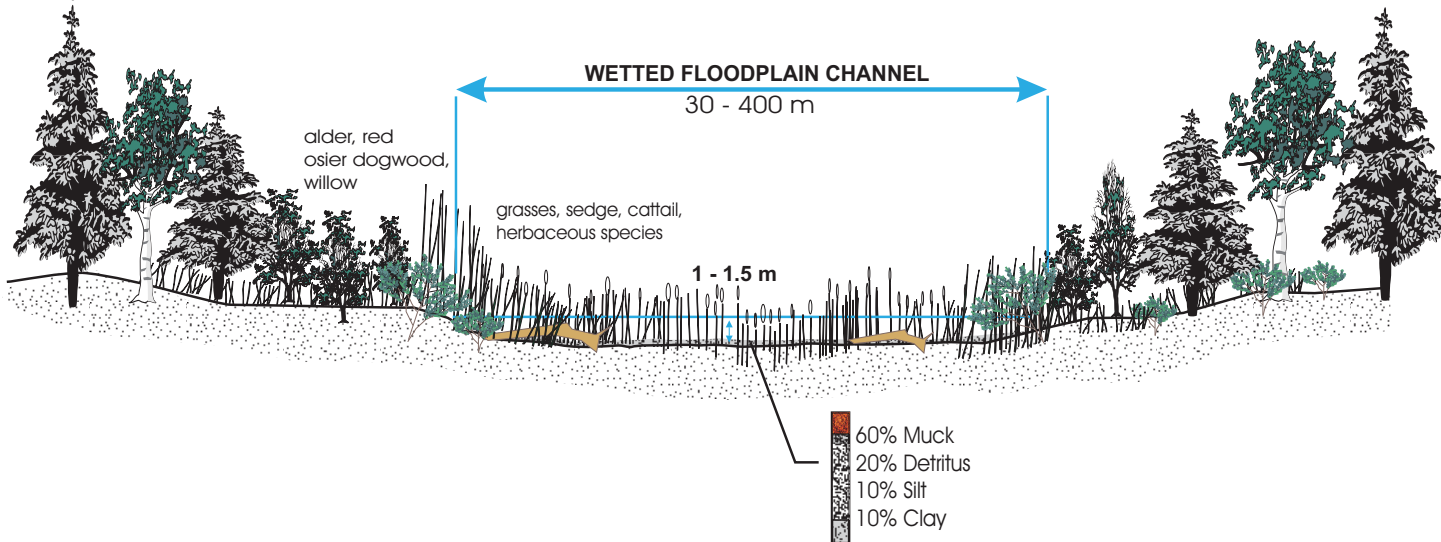 WETTED FLOODPLAIN CHANNEL
30 - 400 m
alder, red
osier dogwood,
willow
grasses, sedge, cattail,
herbaceous species
1 - 1.5 m
60% Muck
20% Detritus
10% Silt
10% Clay